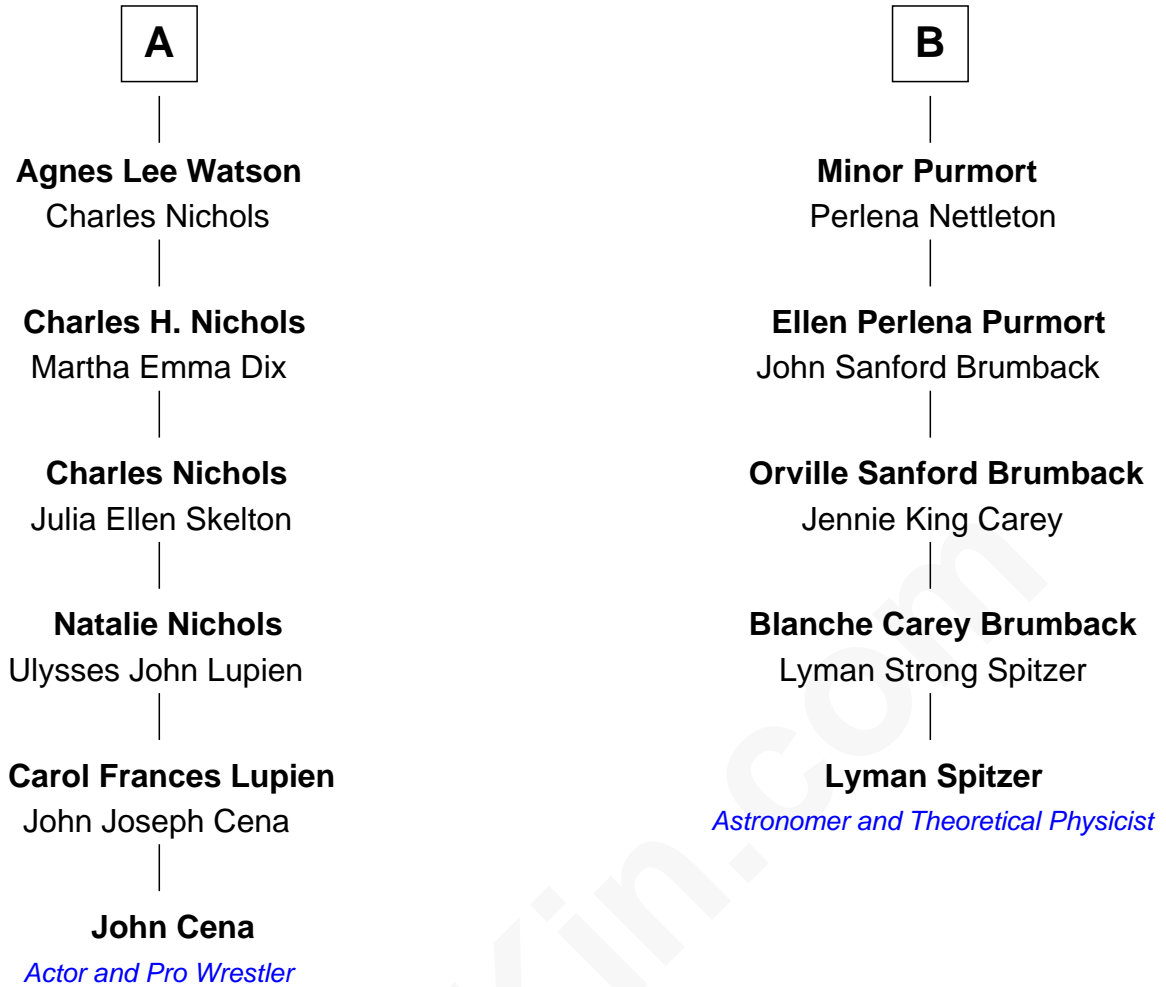 A
Agnes Lee Watson
Charles Nichols
Charles H. Nichols
Martha Emma Dix
Charles Nichols
Julia Ellen Skelton
Natalie Nichols
Ulysses John Lupien
Carol Frances Lupien
John Joseph Cena
John Cena
Actor and Pro Wrestler
B
Minor Purmort
Perlena Nettleton
Ellen Perlena Purmort
John Sanford Brumback
Orville Sanford Brumback
Jennie King Carey
Blanche Carey Brumback
Lyman Strong Spitzer
Lyman Spitzer
Astronomer and Theoretical Physicist